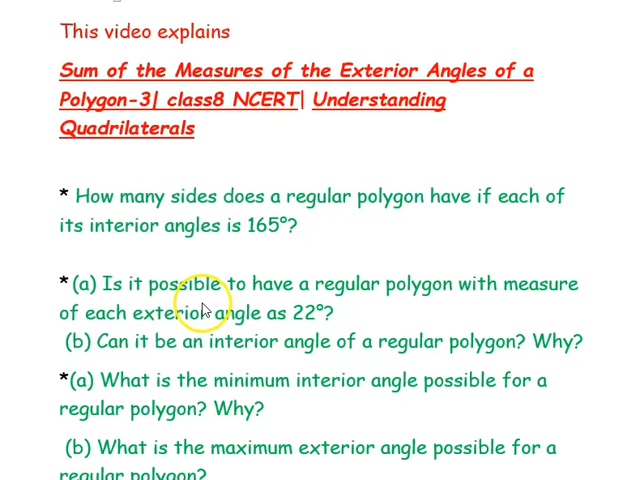 This video explains
Sum of the Measures of the Exterior Angles of a
Polygon-3| class8 NCERT| Understanding
Quadrilaterals
* How many sides does a regular polygon have if each of
its interior angles is 165°?
* (a) Is it possible to have a regular polygon with measure
of each exterior angle as 22°?
(b) Can it be an interior angle of a regular polygon? Why?
*(a) What is the minimum interior angle possible for a
regular polygon? Why?
(b) What is the maximum exterior angle possible for a
regular polygon?